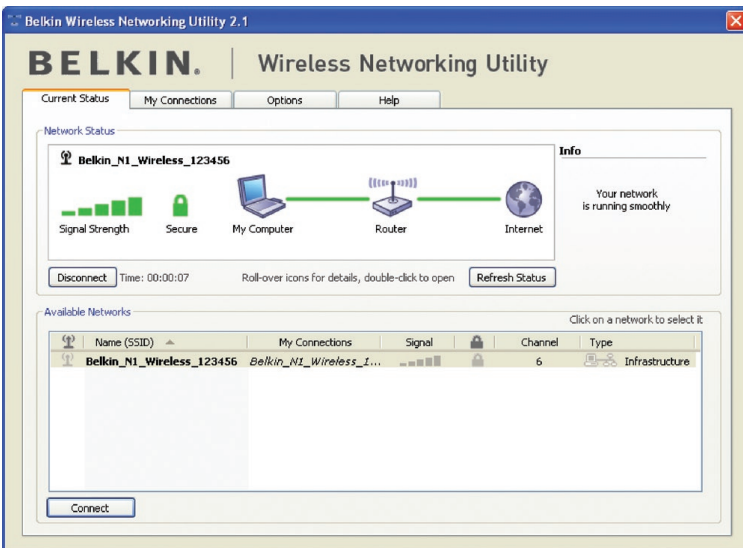 Belkin Wireless Networking Utility 2.1
BELKIN. Wireless Networking Utility
Current Status My Connections Options Help
Network Status
Belkin_N1_Wireless_123456
Signal Strength Secure My Computer Router Internet
Info
Your network
is running smoothly
Disconnect Time: 00:00:07 Roll-over icons for details, double-click to open Refresh Status
Available Networks
Click on a network to select it
Name (SSID) My Connections Signal Channel Type
Belkin_N1_Wireless_123456 Belkin_N1_Wireless_1... 6 Infrastructure
Connect